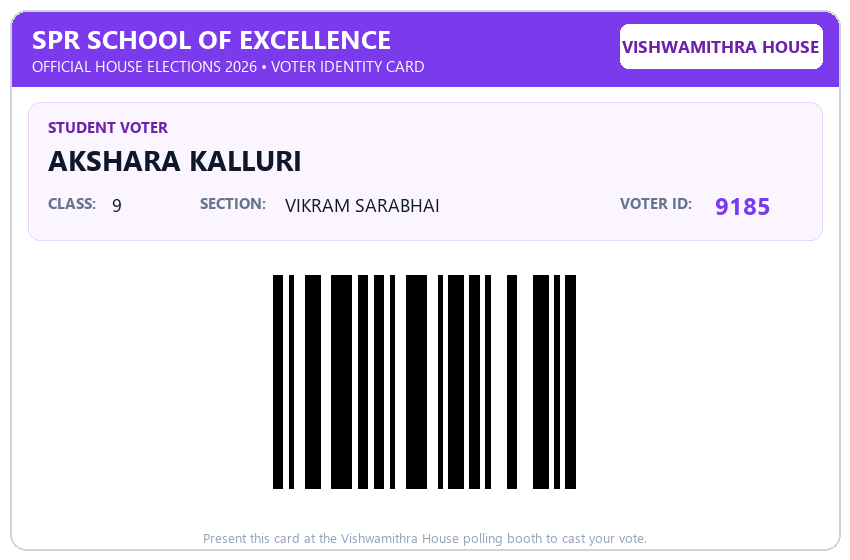 SPR SCHOOL OF EXCELLENCE
OFFICIAL HOUSE ELECTIONS 2026 • VOTER IDENTITY CARD
VISHWAMITHRA HOUSE
STUDENT VOTER
AKSHARA KALLURI
CLASS: 9 SECTION: VIKRAM SARABHAI VOTER ID: 9185
Present this card at the Vishwamithra House polling booth to cast your vote.